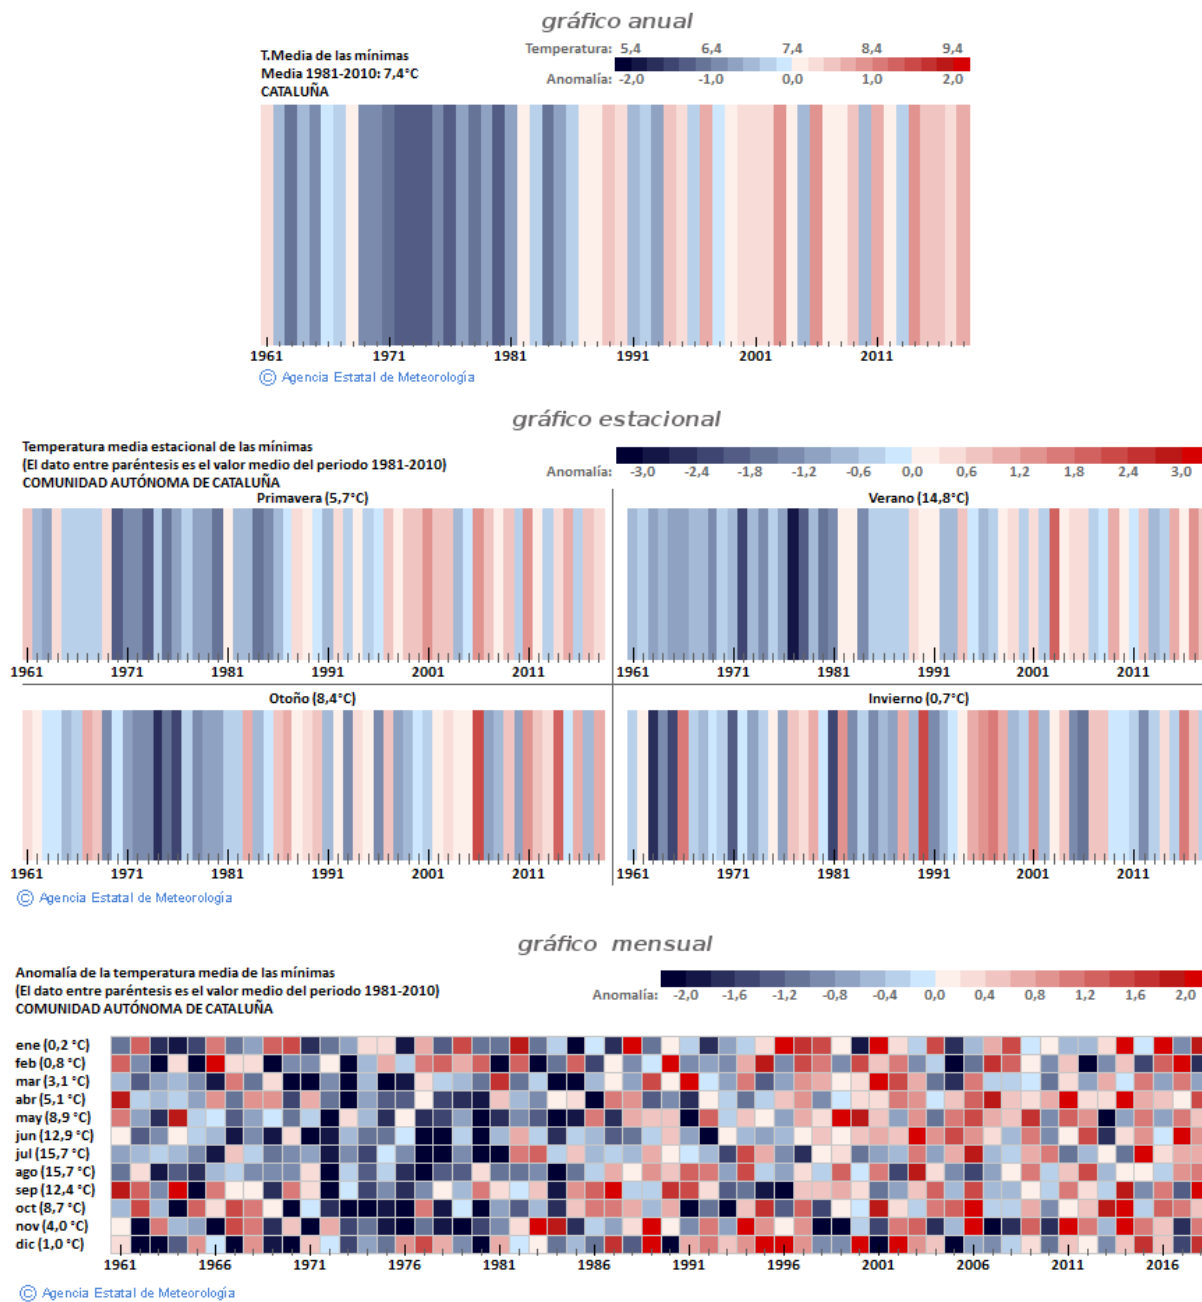 gráfico anual
T.Media de las mínimas
Media 1981-2010: 7,4°C
CATALUÑA
Temperatura: 5,4 6,4 7,4 8,4 9,4
Anomalía: -2,0 -1,0 0,0 1,0 2,0
1961 1971 1981 1991 2001 2011
© Agencia Estatal de Meteorología
gráfico estacional
Temperatura media estacional de las mínimas
(El dato entre paréntesis es el valor medio del periodo 1981-2010)
COMUNIDAD AUTÓNOMA DE CATALUÑA
Anomalía: -3,0 -2,4 -1,8 -1,2 -0,6 0,0 0,6 1,2 1,8 2,4 3,0
Primavera (5,7°C)
1961 1971 1981 1991 2001 2011
Verano (14,8°C)
1961 1971 1981 1991 2001 2011
Otoño (8,4°C)
1961 1971 1981 1991 2001 2011
Invierno (0,7°C)
1961 1971 1981 1991 2001 2011
© Agencia Estatal de Meteorología
gráfico mensual
Anomalía de la temperatura media de las mínimas
(El dato entre paréntesis es el valor medio del periodo 1981-2010)
COMUNIDAD AUTÓNOMA DE CATALUÑA
Anomalía: -2,0 -1,6 -1,2 -0,8 -0,4 0,0 0,4 0,8 1,2 1,6 2,0
ene (0,2 °C)
feb (0,8 °C)
mar (3,1 °C)
abr (5,1 °C)
may (8,9 °C)
jun (12,9 °C)
jul (15,7 °C)
ago (15,7 °C)
sep (12,4 °C)
oct (8,7 °C)
nov (4,0 °C)
dic (1,0 °C)
1961 1966 1971 1976 1981 1986 1991 1996 2001 2006 2011 2016
© Agencia Estatal de Meteorología